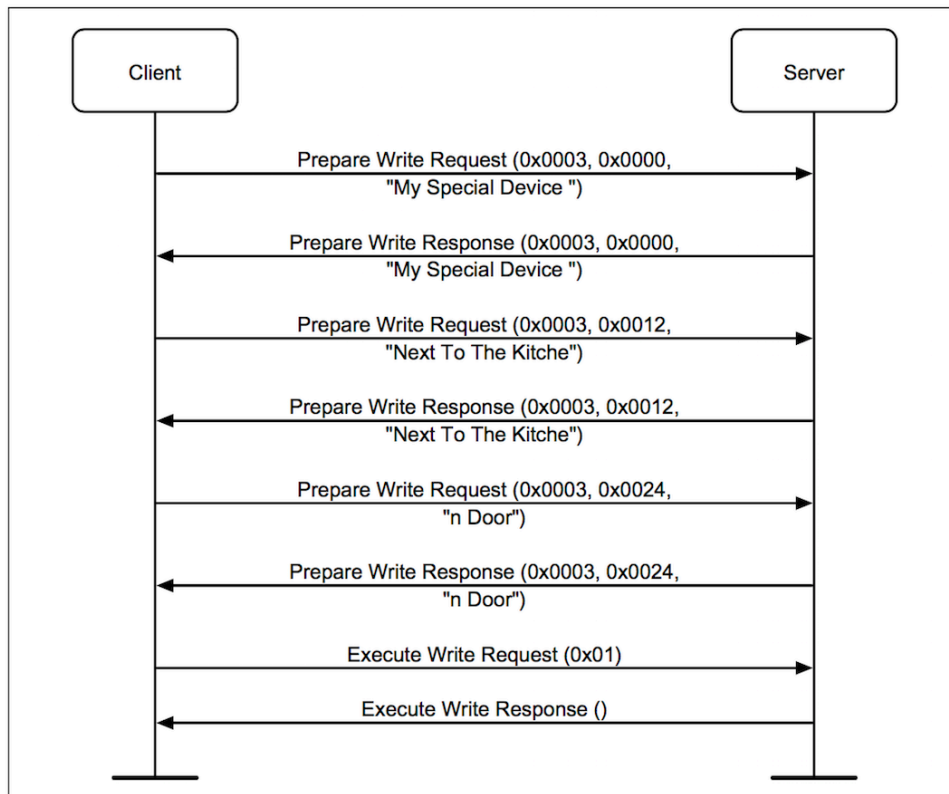 Client
Server
Prepare Write Request (0x0003, 0x0000,
"My Special Device ")
Prepare Write Response (0x0003, 0x0000,
"My Special Device ")
Prepare Write Request (0x0003, 0x0012,
"Next To The Kitche")
Prepare Write Response (0x0003, 0x0012,
"Next To The Kitche")
Prepare Write Request (0x0003, 0x0024,
"n Door")
Prepare Write Response (0x0003, 0x0024,
"n Door")
Execute Write Request (0x01)
Execute Write Response ()